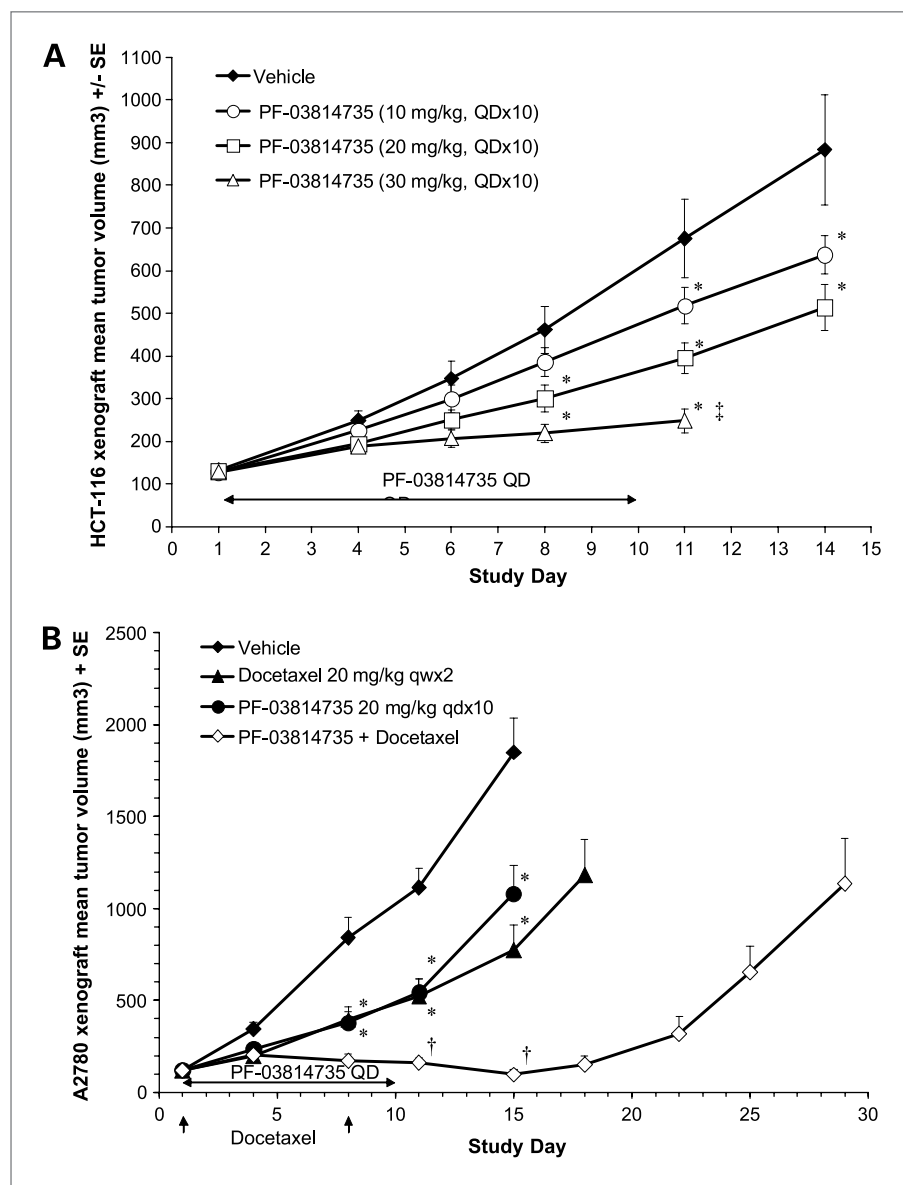 A
HCT-116 xenograft mean tumor volume (mm3) +/- SE
1100
1000
900
800
700
600
500
400
300
200
100
0
Vehicle
PF-03814735 (10 mg/kg, QDx10)
PF-03814735 (20 mg/kg, QDx10)
PF-03814735 (30 mg/kg, QDx10)
*
*
*
*
*
*
* ‡
PF-03814735 QD
0 1 2 3 4 5 6 7 8 9 10 11 12 13 14 15
Study Day
B
A2780 xenograft mean tumor volume (mm3) + SE
2500
2000
1500
1000
500
0
Vehicle
Docetaxel 20 mg/kg qwx2
PF-03814735 20 mg/kg qdx10
PF-03814735 + Docetaxel
*
*
*
*
*
*
†
†
PF-03814735 QD
0 5 10 15 20 25 30
Docetaxel
Study Day